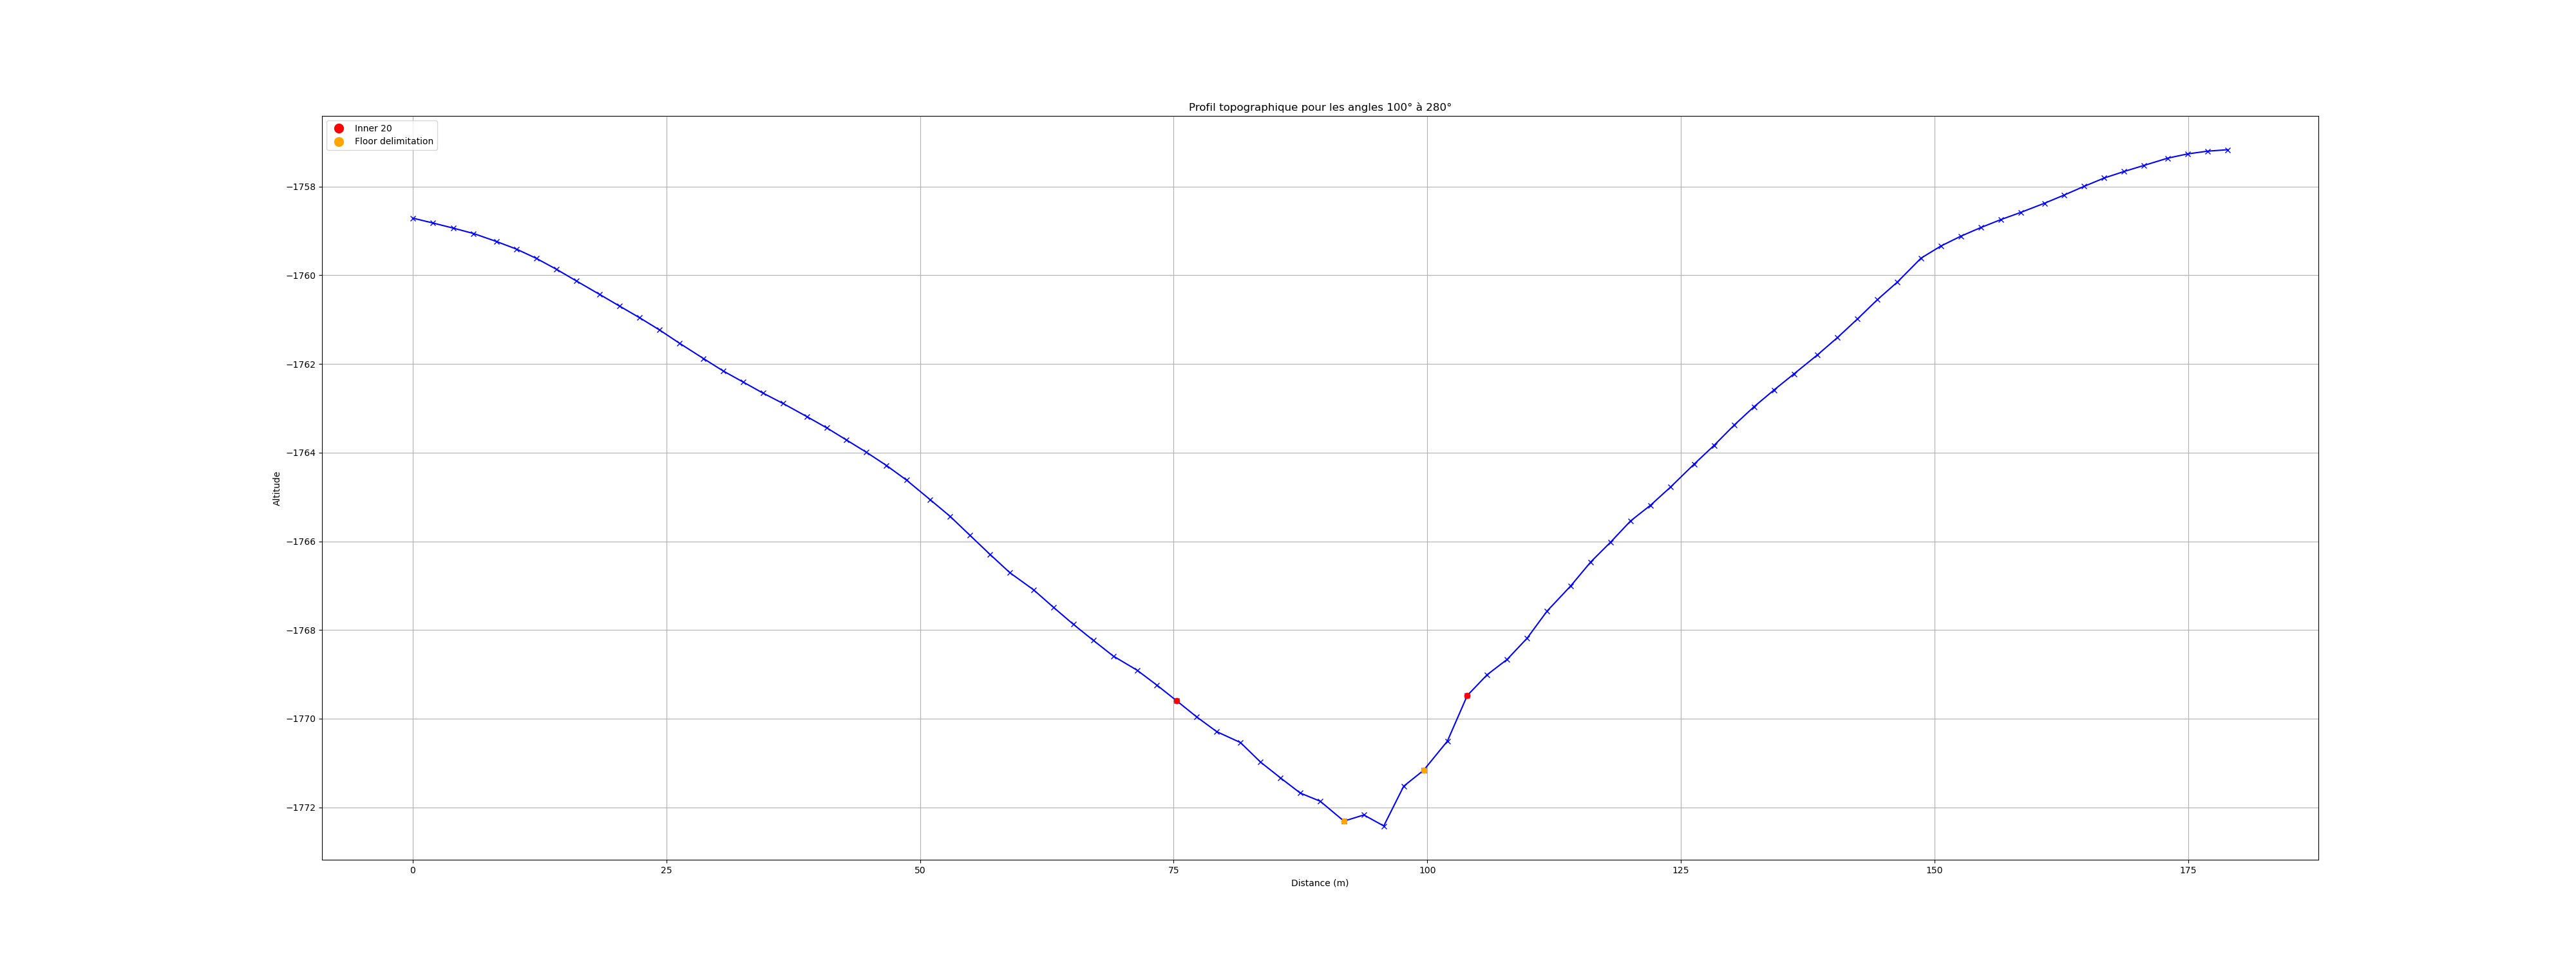 Profil topographique pour les angles 100° à 280°
Inner 20
Floor delimitation
−1758
−1760
−1762
−1764
−1766
−1768
−1770
−1772
Altitude
0 25 50 75 100 125 150 175
Distance (m)